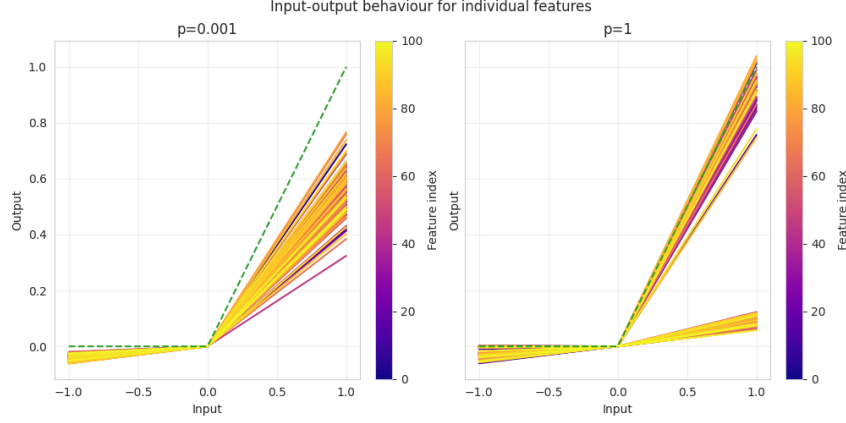 Input-output behaviour for individual features
p=0.001
p=1
1.0
0.8
0.6
0.4
0.2
0.0
−1.0 −0.5 0.0 0.5 1.0
Input
Output
100
80
60
40
20
0
Feature index
−1.0 −0.5 0.0 0.5 1.0
Input
Output
100
80
60
40
20
0
Feature index